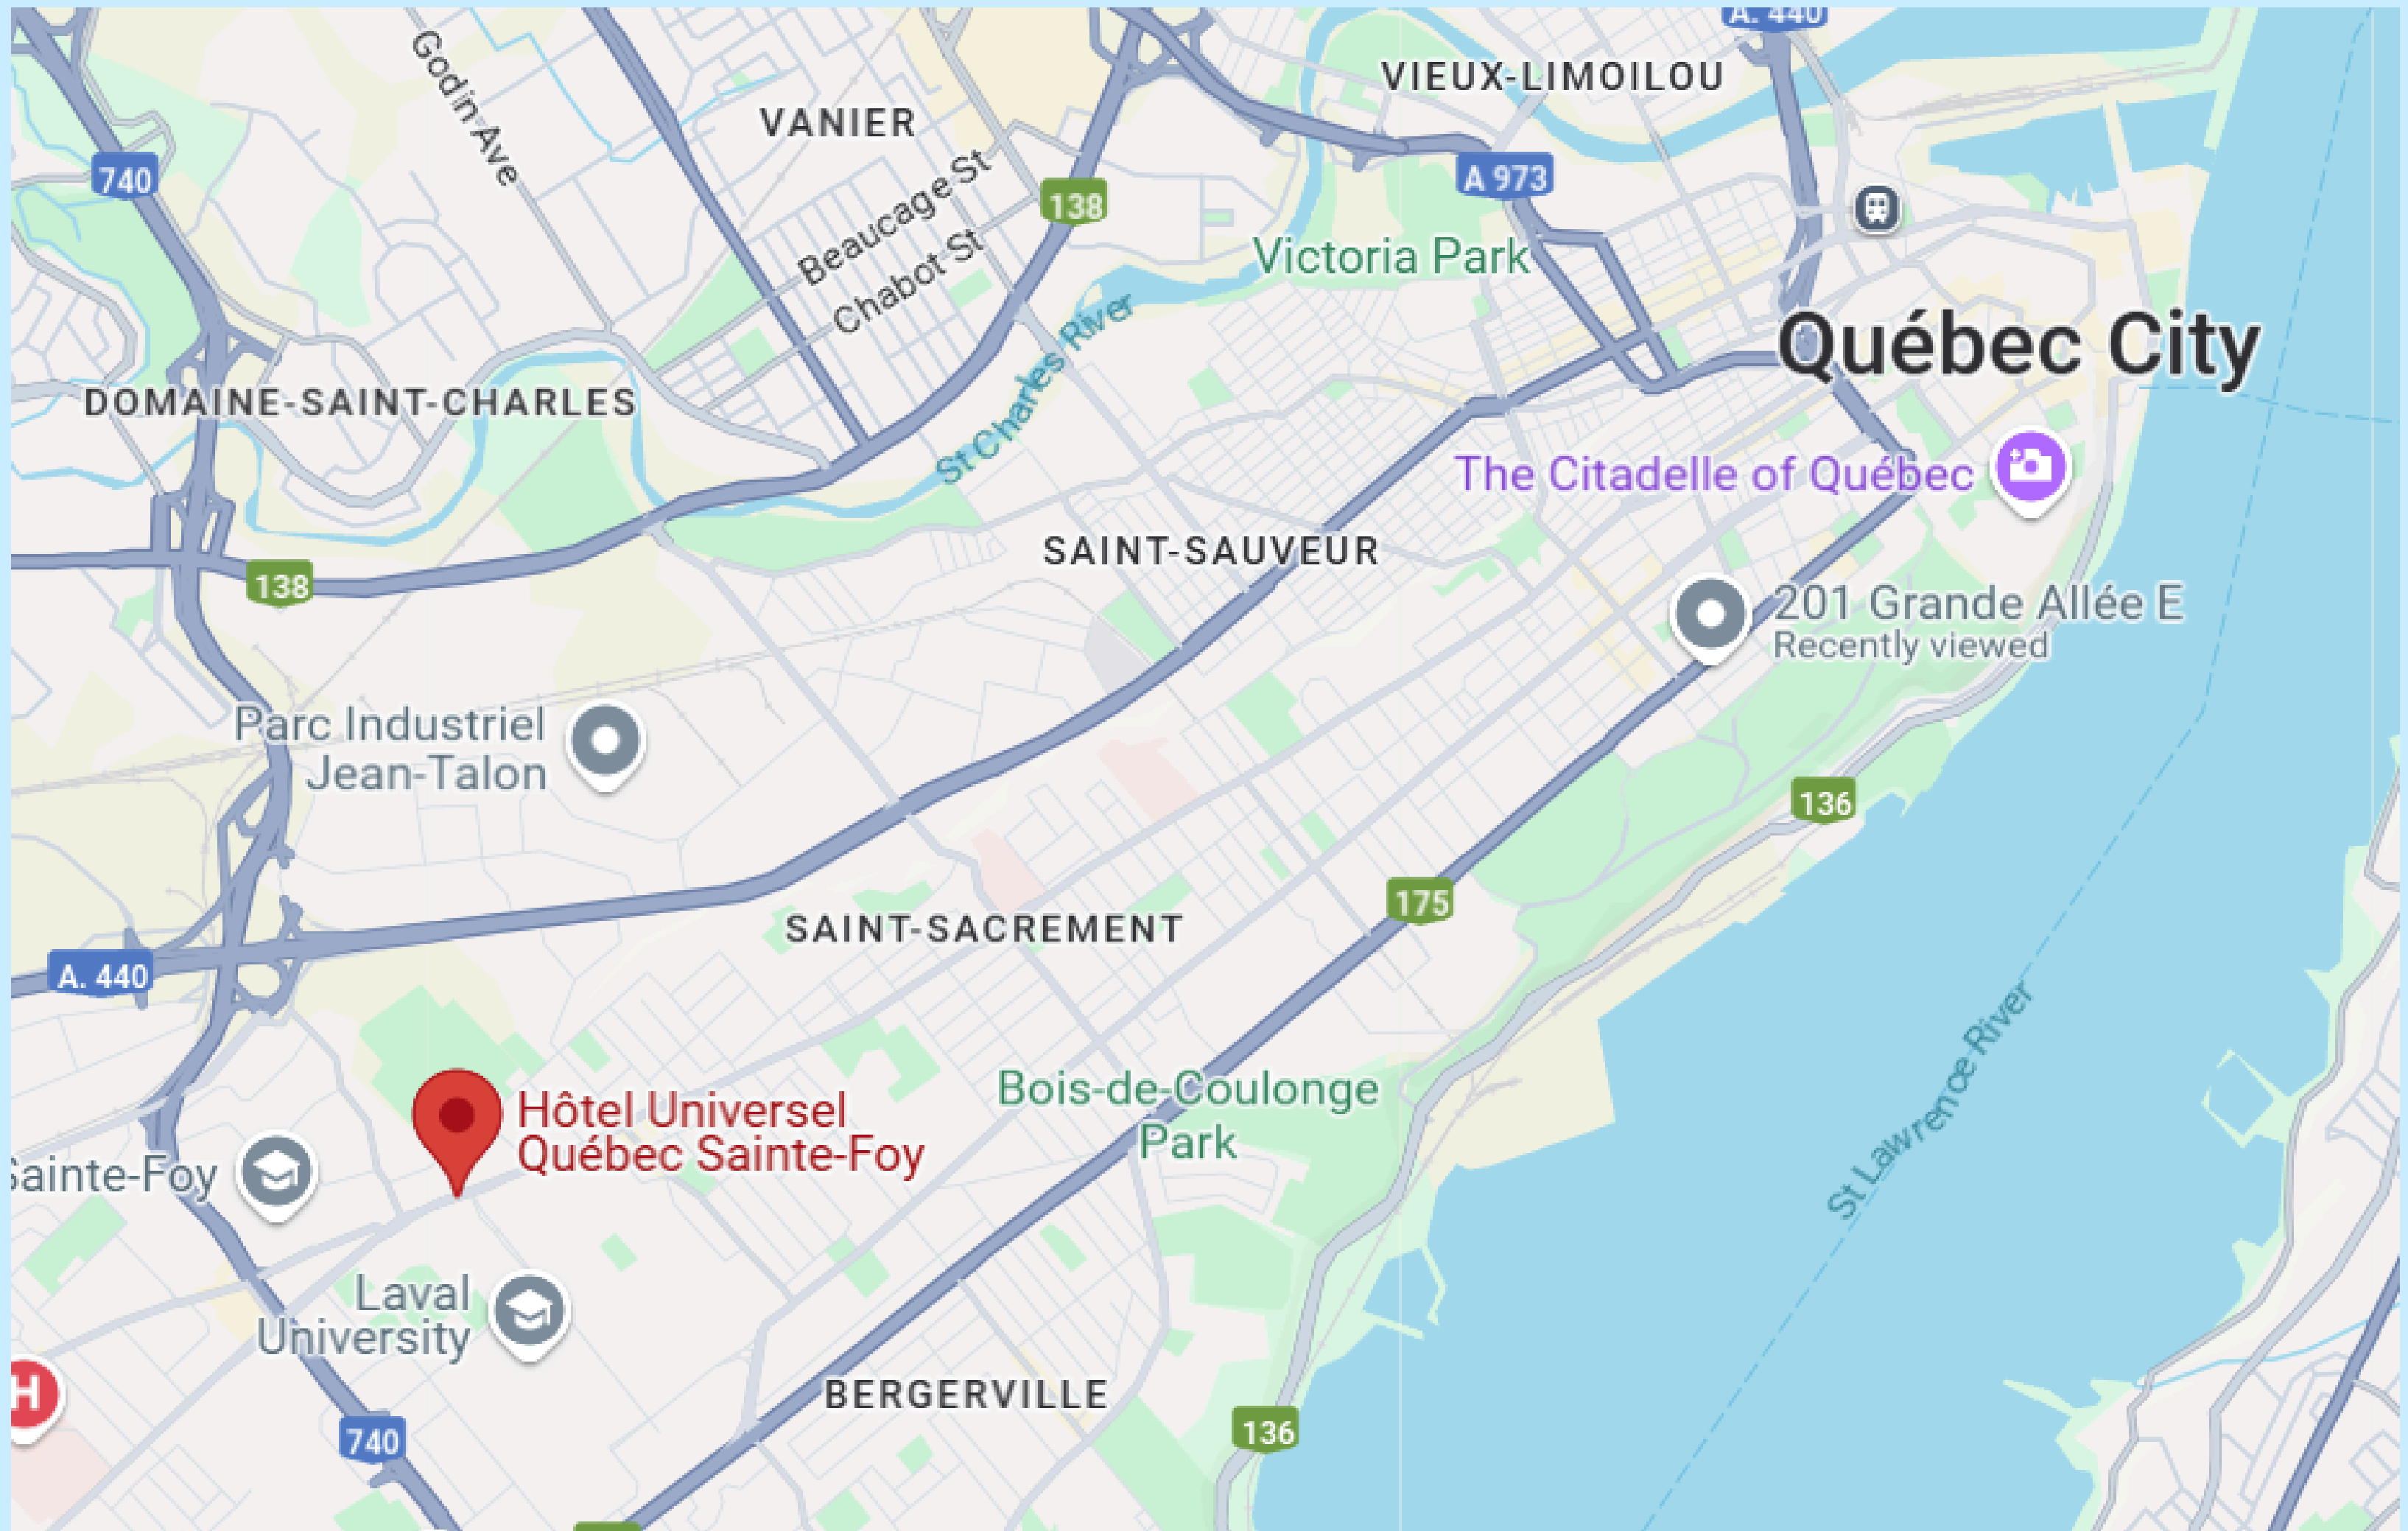 A. 440
VIEUX-LIMOILOU
Godin Ave
VANIER
740
Beaucage St
138
A 973
Chabot St
Victoria Park
St Charles River
Québec City
DOMAINE-SAINT-CHARLES
The Citadelle of Québec
SAINT-SAUVEUR
138
201 Grande Allée E
Recently viewed
Parc Industriel
Jean-Talon
136
175
SAINT-SACREMENT
A. 440
Bois-de-Coulonge
Park
Hôtel Universel
Québec Sainte-Foy
Sainte-Foy
St Lawrence River
Laval
University
H
BERGERVILLE
740
136